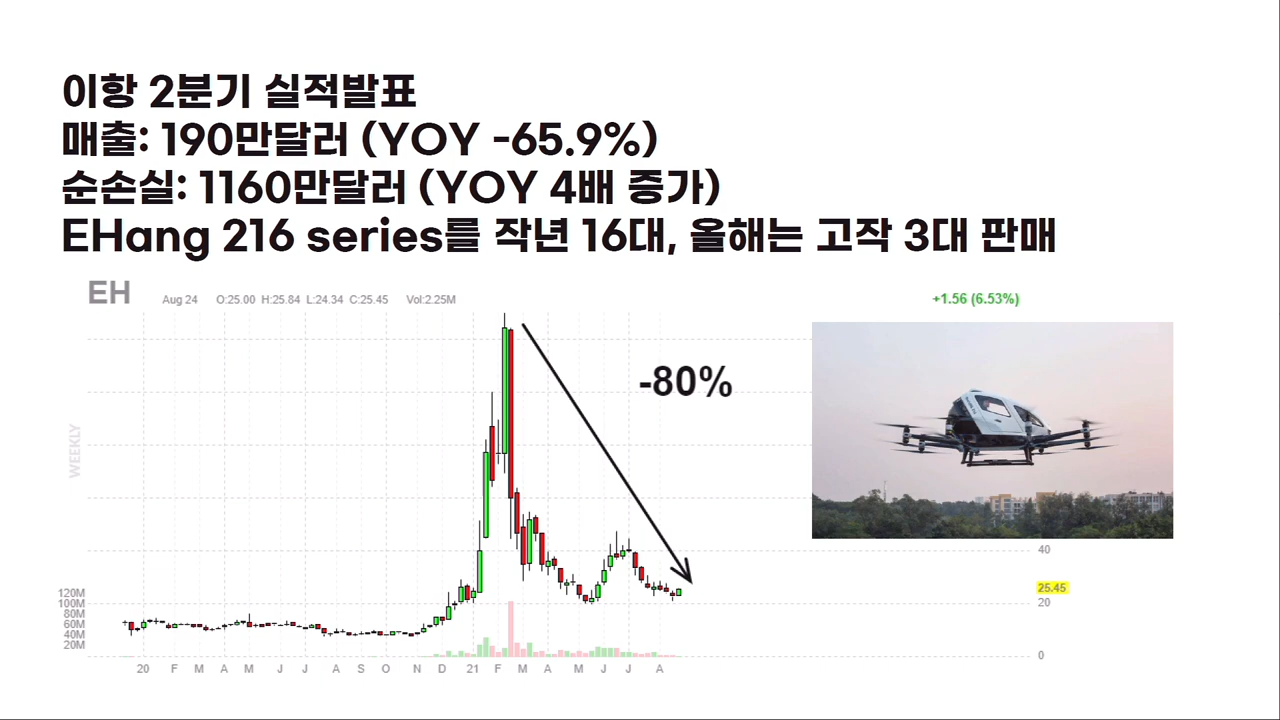 이항 2분기 실적발표
매출: 190만달러 (YOY -65.9%)
순손실: 1160만달러 (YOY 4배 증가)
EHang 216 series를 작년 16대, 올해는 고작 3대 판매
EH Aug 24 O:25.00 H:25.84 L:24.34 C:25.45 Vol:2.25M +1.56 (6.53%)
-80%
WEEKLY
40
25.45
20
0
120M
100M
80M
60M
40M
20M
20 F M A M J J A S O N D 21 F M A M J J A